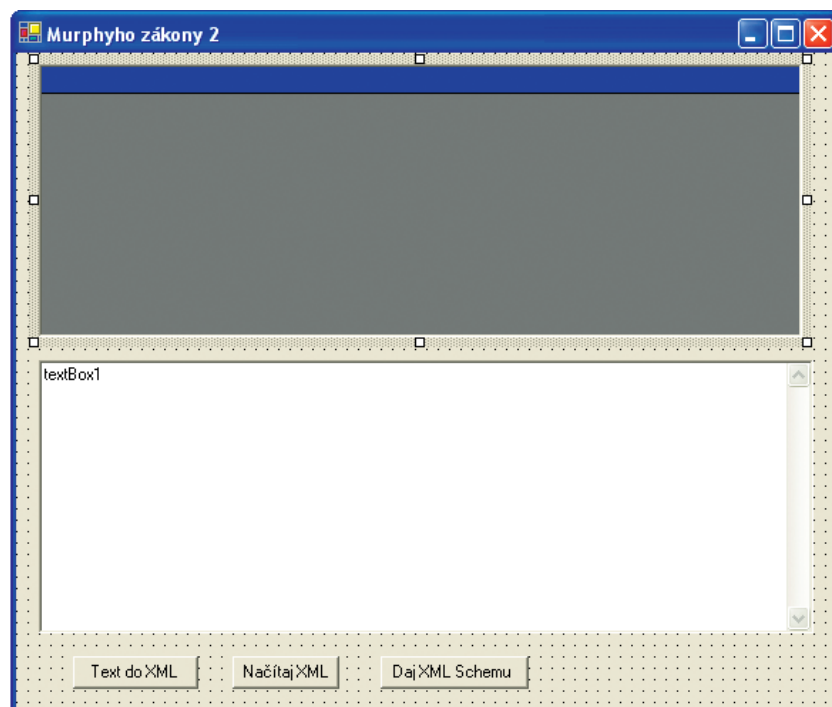 Murphyho zákony 2
textBox1
Text do XML
Načítaj XML
Daj XML Schemu